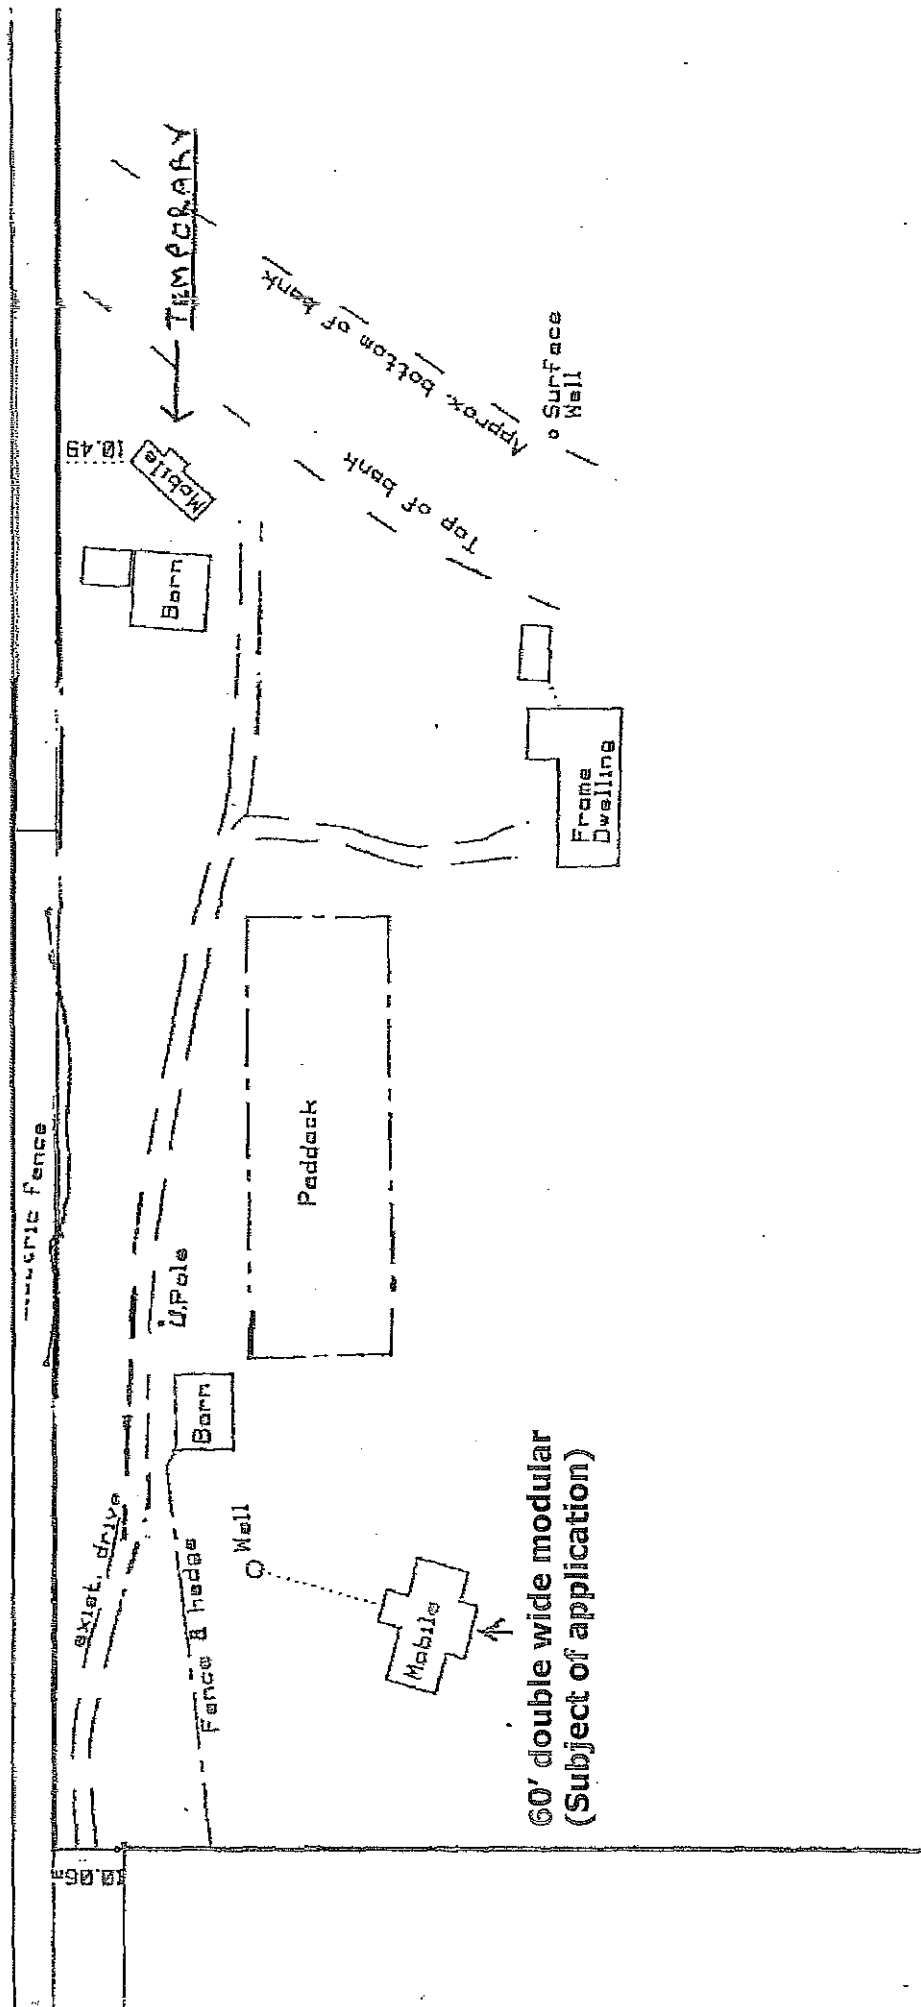 TEMPORARY
10.49
Mobile
Barn
Approx. bottom of bank
Top of bank
Surface
Well
Frame
Dwelling
Fence
Paddock
U.Pole
Barn
exist. drive
Fence & hedge
Well
Mobile
60' double wide modular
(Subject of application)
10.06